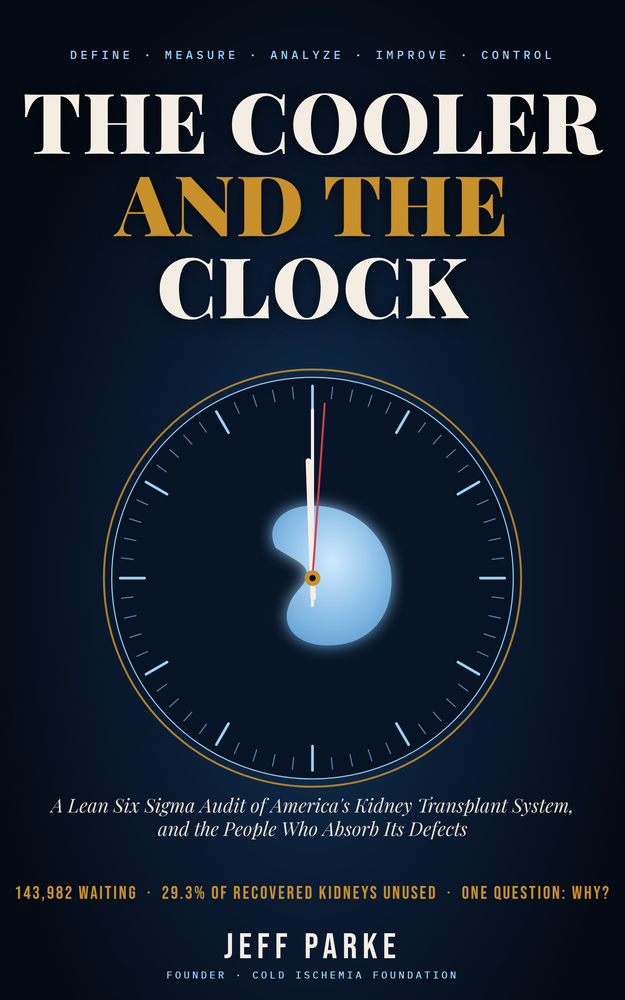 DEFINE · MEASURE · ANALYZE · IMPROVE · CONTROL
THE COOLER
AND THE
CLOCK
A Lean Six Sigma Audit of America's Kidney Transplant System,
and the People Who Absorb Its Defects
143,982 WAITING · 29.3% OF RECOVERED KIDNEYS UNUSED · ONE QUESTION: WHY?
JEFF PARKE
FOUNDER · COLD ISCHEMIA FOUNDATION